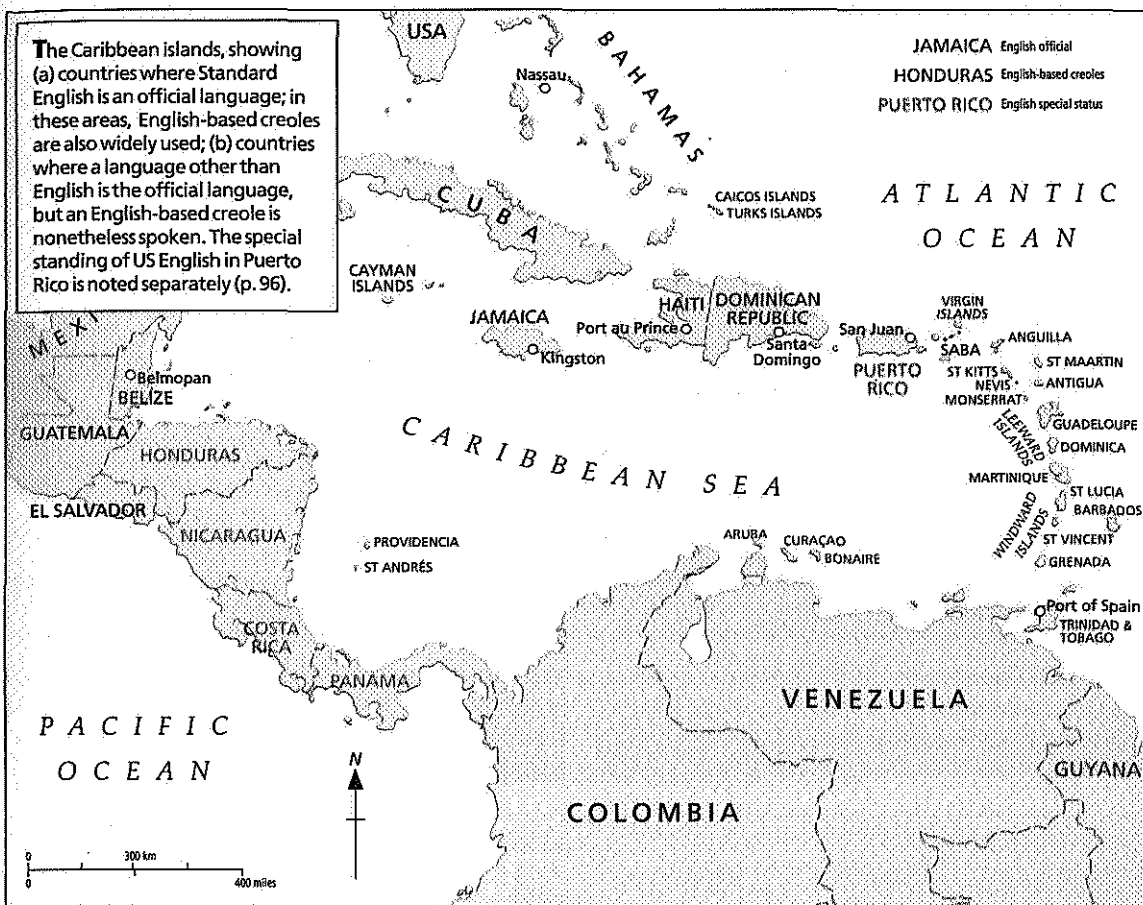 The Caribbean islands, showing
(a) countries where Standard
English is an official language; in
these areas, English-based creoles
are also widely used; (b) countries
where a language other than
English is the official language,
but an English-based creole is
nonetheless spoken. The special
standing of US English in Puerto
Rico is noted separately (p. 96).
JAMAICA English official
HONDURAS English-based creoles
PUERTO RICO English special status
USA
BAHAMAS
Nassau
ATLANTIC
OCEAN
CUBA
CAICOS ISLANDS
TURKS ISLANDS
CAYMAN
ISLANDS
JAMAICA
Kingston
HAITI
Port au Prince
DOMINICAN
REPUBLIC
Santa
Domingo
San Juan
PUERTO
RICO
VIRGIN
ISLANDS
SABA
ANGUILLA
ST MAARTIN
ST KITTS
NEVIS
ANTIGUA
MONSERRAT
LEEWARD
ISLANDS
GUADELOUPE
DOMINICA
MARTINIQUE
WINDWARD
ISLANDS
ST LUCIA
BARBADOS
ST VINCENT
GRENADA
MEXI
Belmopan
BELIZE
GUATEMALA
HONDURAS
EL SALVADOR
NICARAGUA
CARIBBEAN SEA
PROVIDENCIA
ST ANDRÉS
ARUBA
CURAÇAO
BONAIRE
Port of Spain
TRINIDAD &
TOBAGO
COSTA
RICA
PANAMA
VENEZUELA
GUYANA
COLOMBIA
PACIFIC
OCEAN
N
0 300 km
0 400 miles